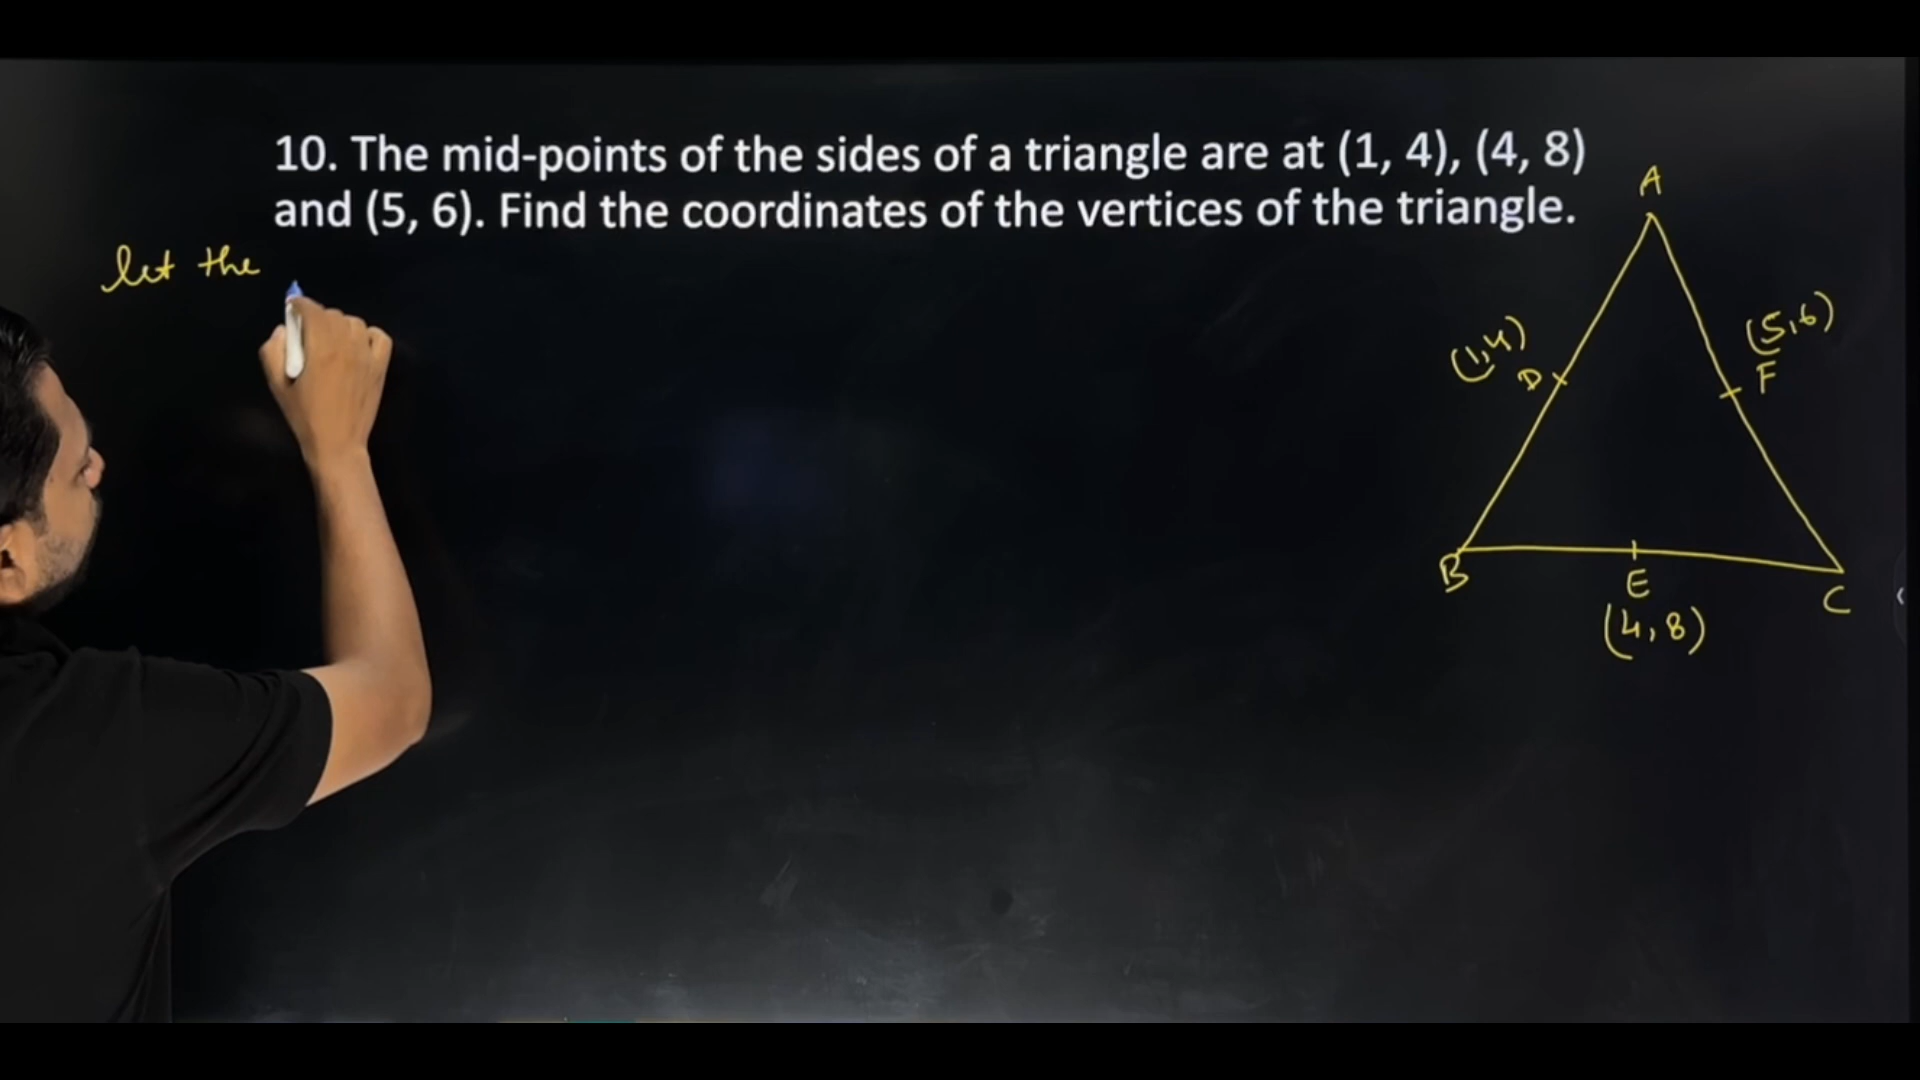 10. The mid-points of the sides of a triangle are at (1, 4), (4, 8)
and (5, 6). Find the coordinates of the vertices of the triangle.
let the
A
(1,4)
D
(5,6)
F
B
E
C
(4,8)